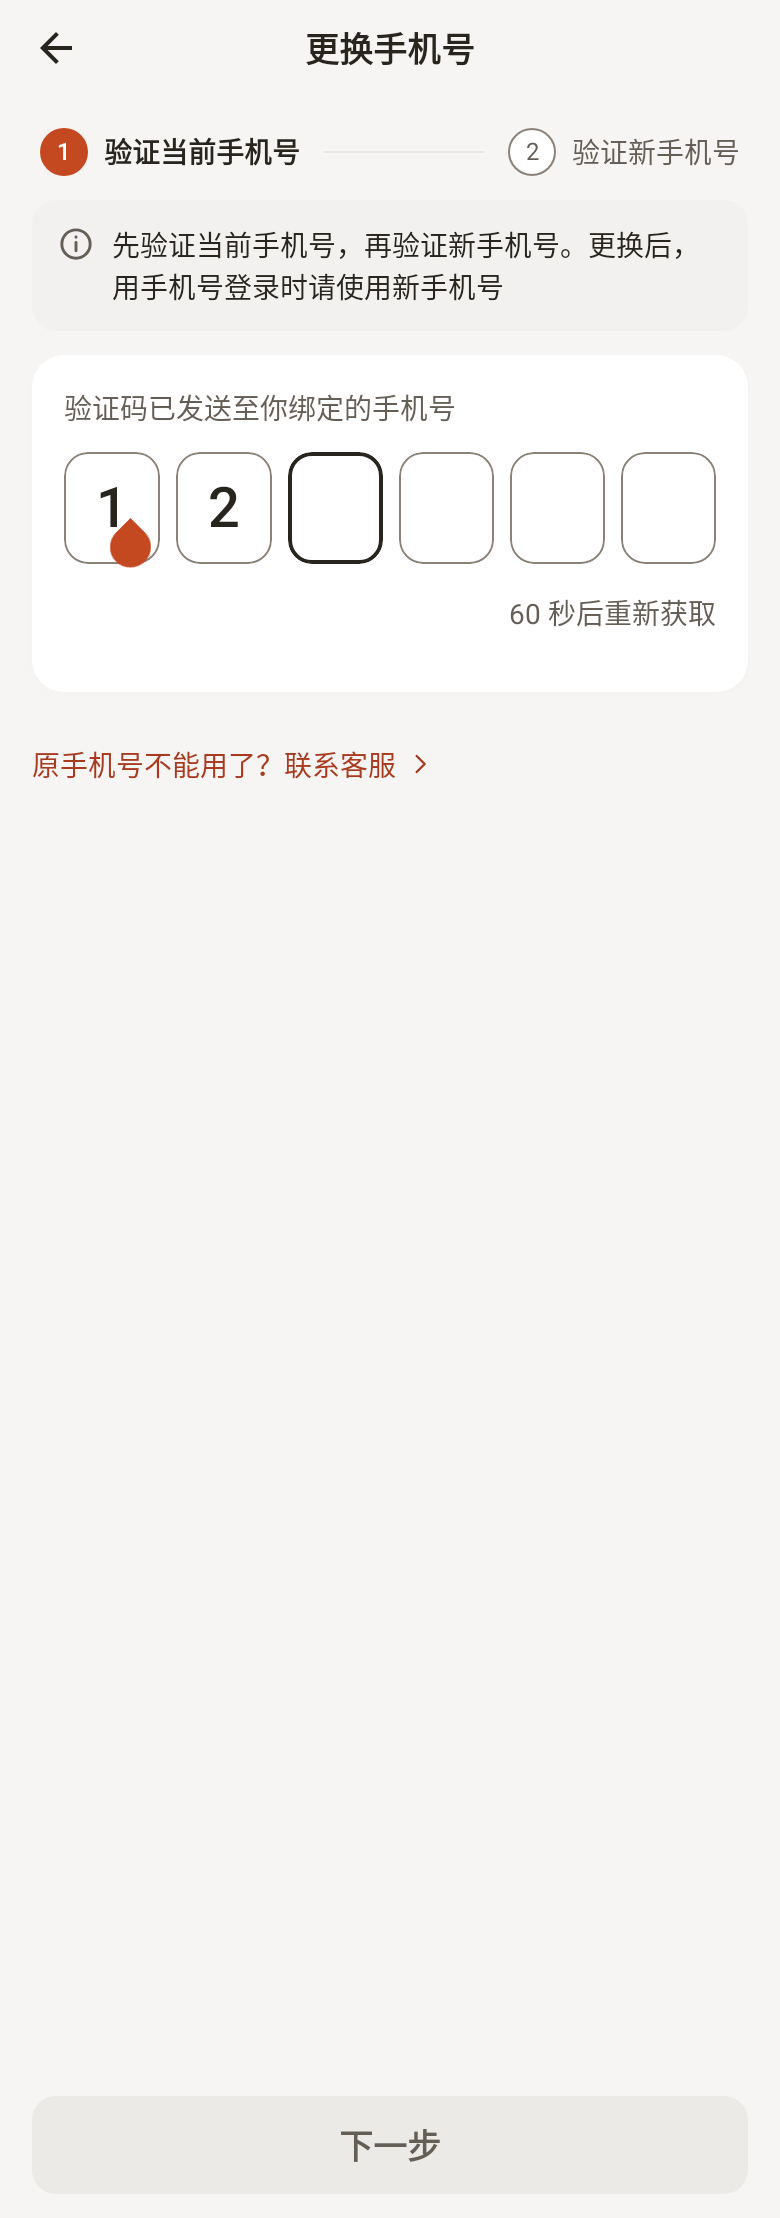 更换手机号
1 验证当前手机号 2 验证新手机号
先验证当前手机号，再验证新手机号。更换后，
用手机号登录时请使用新手机号
验证码已发送至你绑定的手机号
1 2
60 秒后重新获取
原手机号不能用了？联系客服
下一步